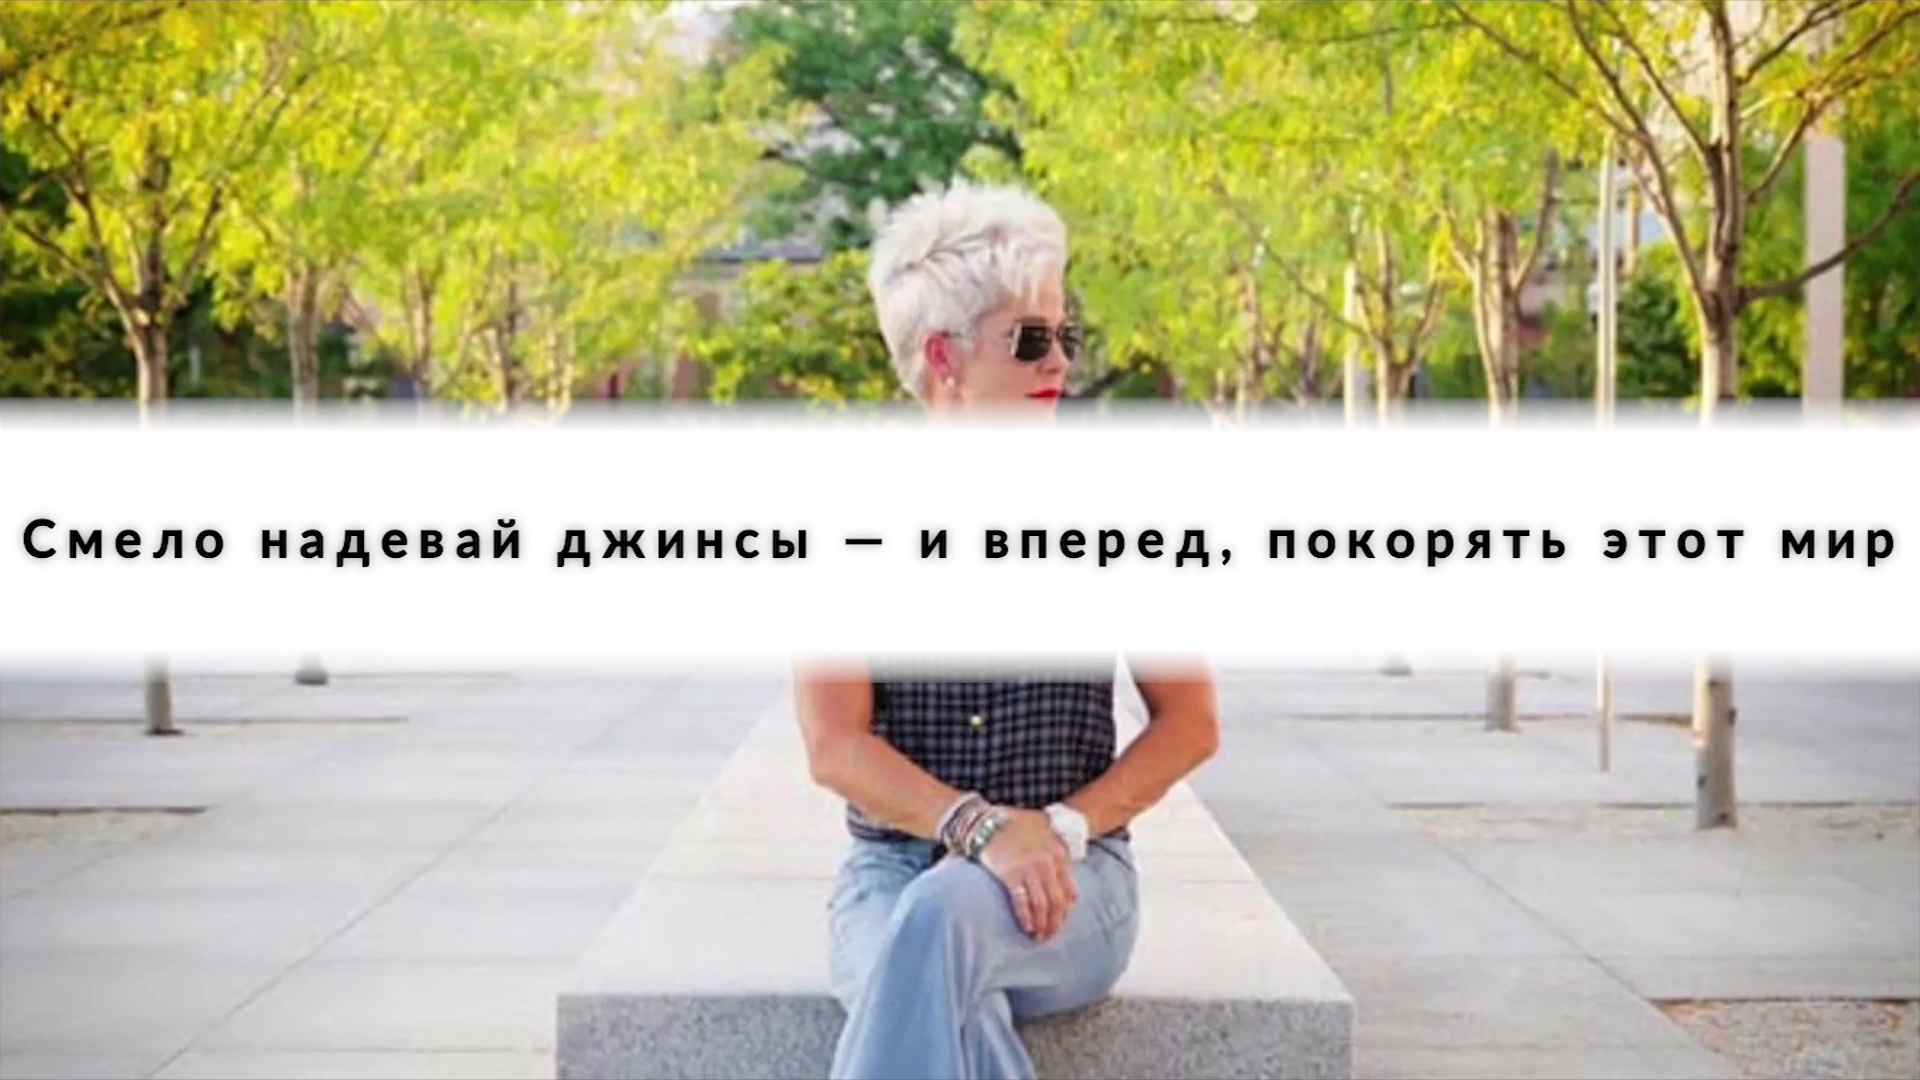 Смело надевай джинсы — и вперед, покорять этот мир